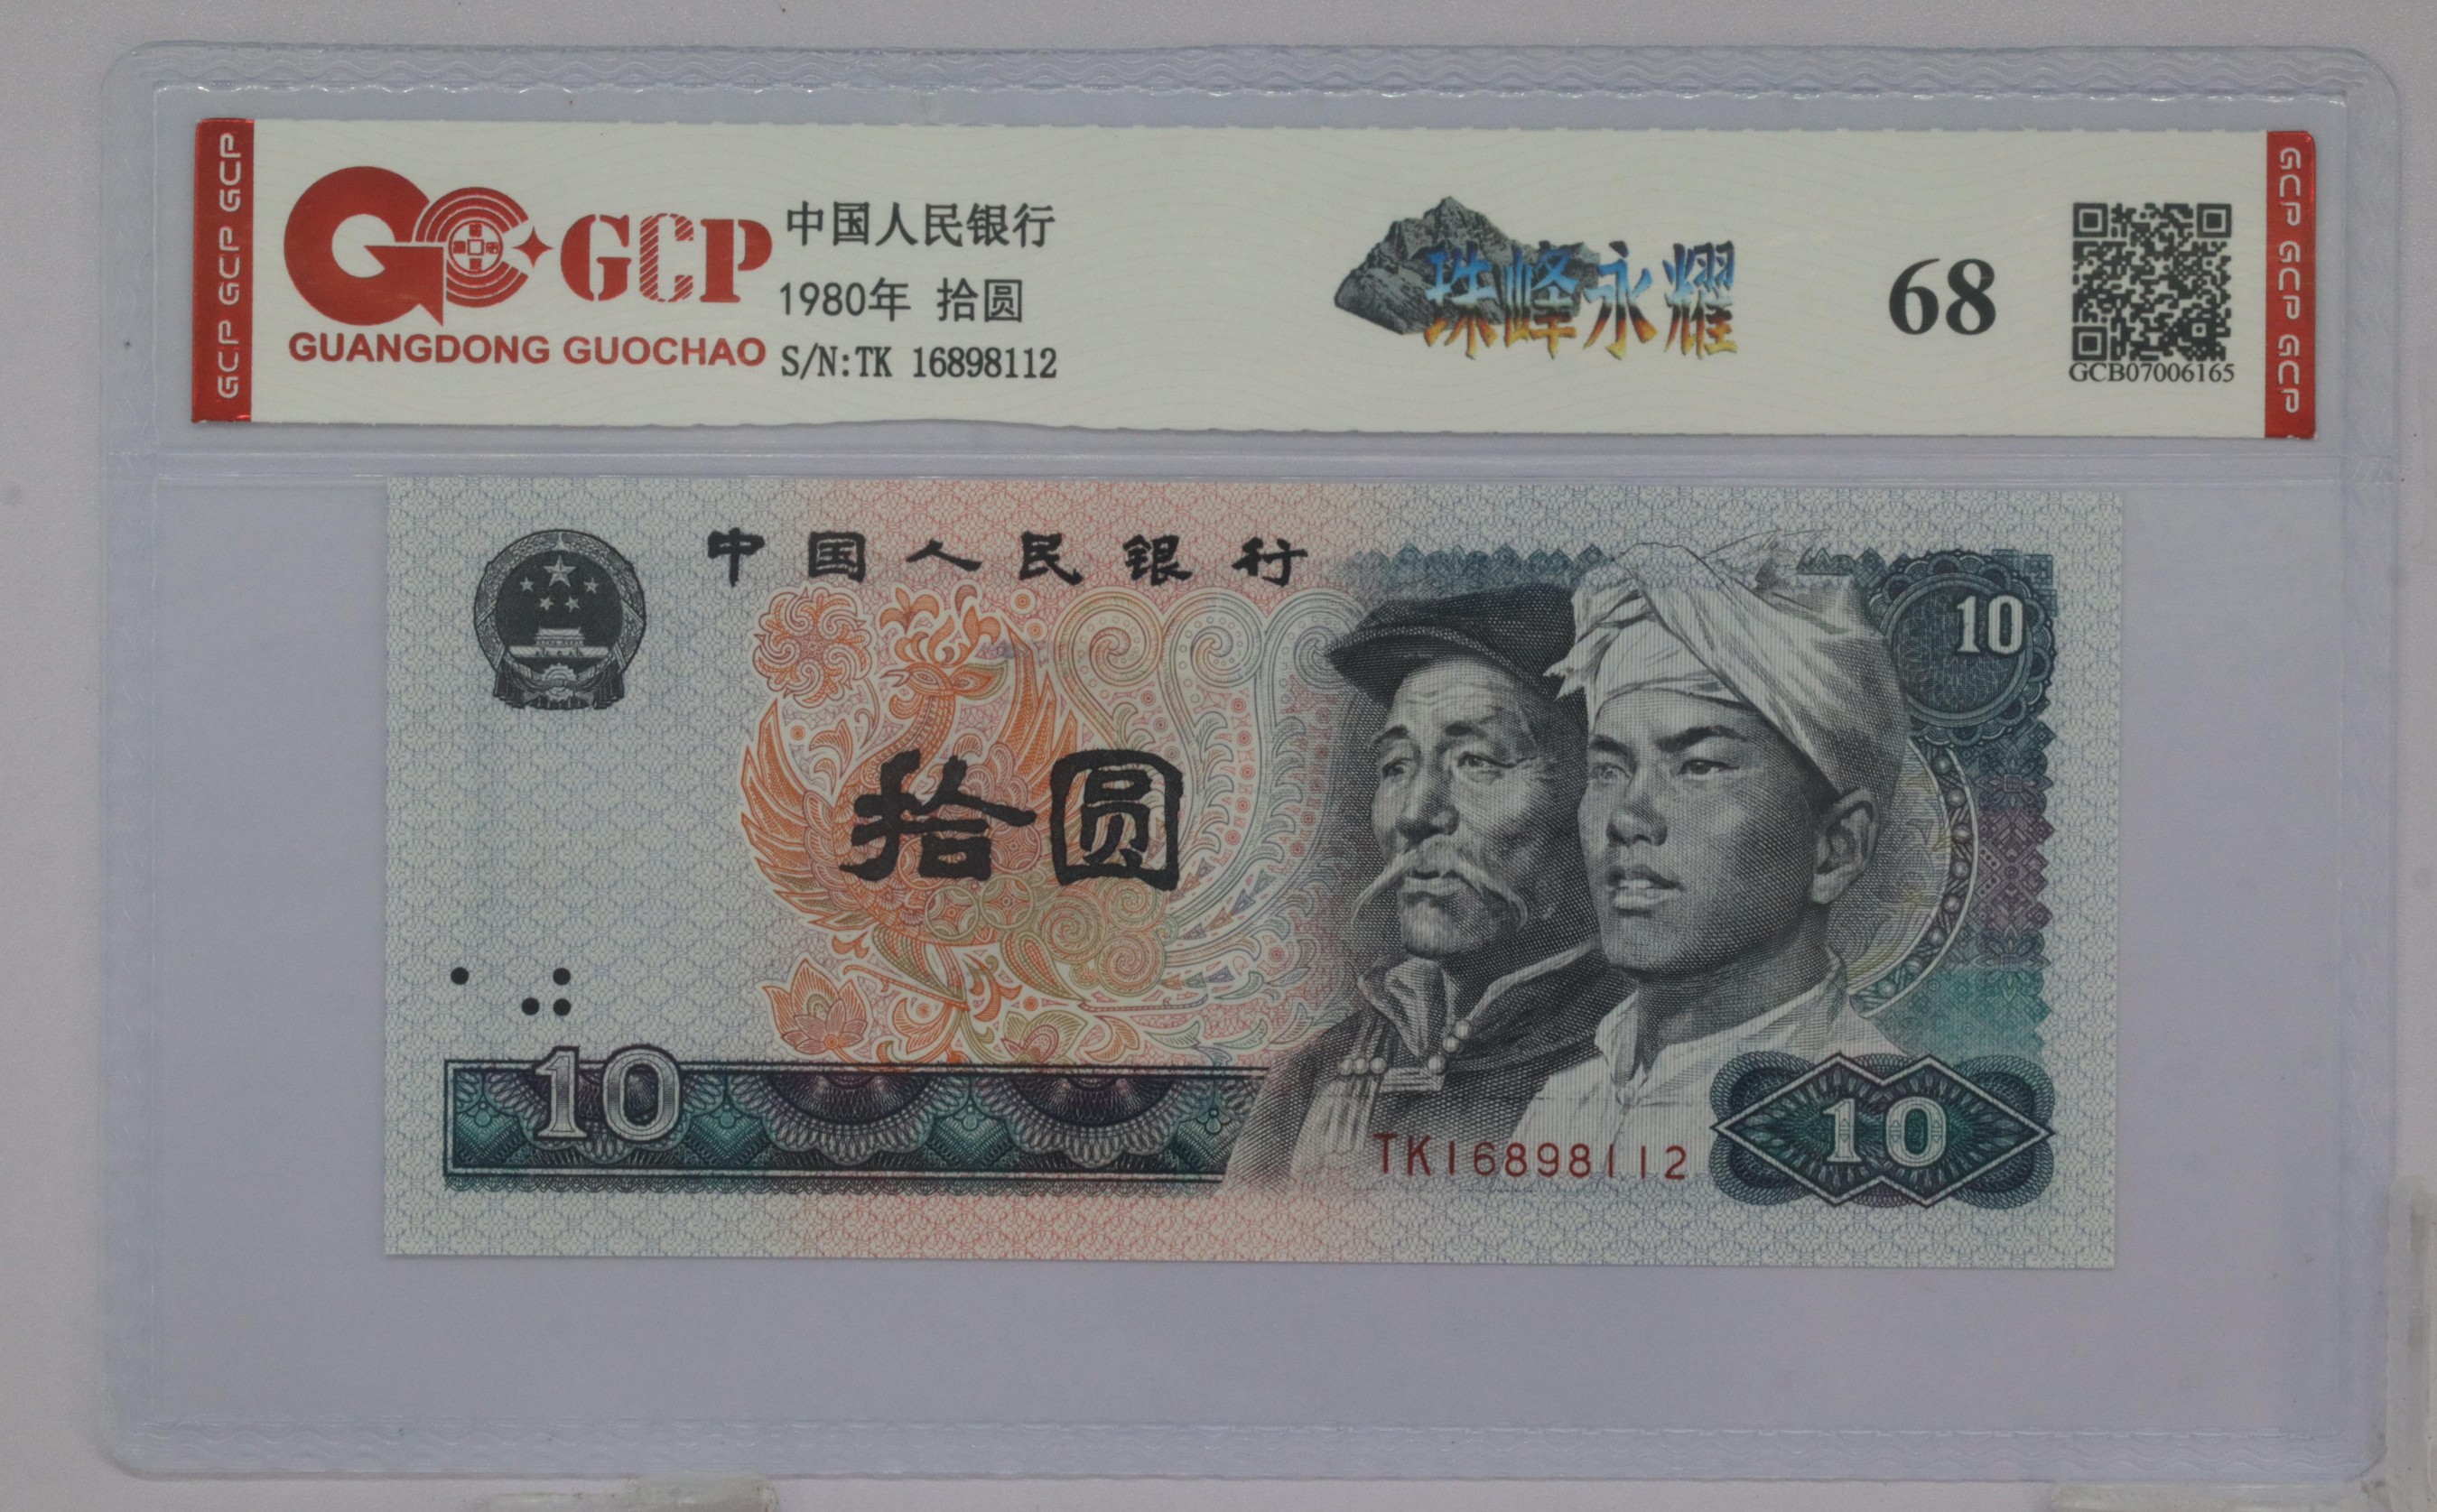 GCP GCP GCP
GCP
GUANGDONG GUOCHAO
中国人民银行
1980年 拾圆
S/N:TK 16898112
珠峰永耀
68
GCB07006165
GCP GCP GCP
中国人民银行
10
拾圆
10
TK16898112
10